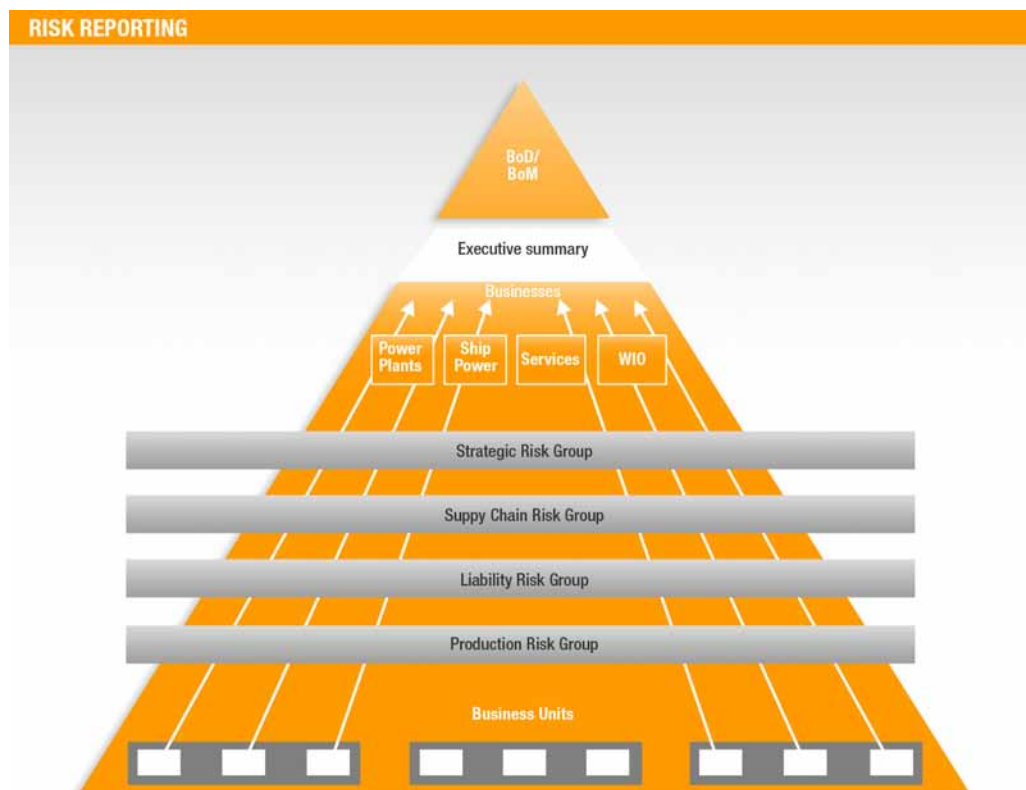 RISK REPORTING
BoD/
BoM
Executive summary
Businesses
Power
Plants
Ship
Power
Services
WIO
Strategic Risk Group
Suppy Chain Risk Group
Liability Risk Group
Production Risk Group
Business Units